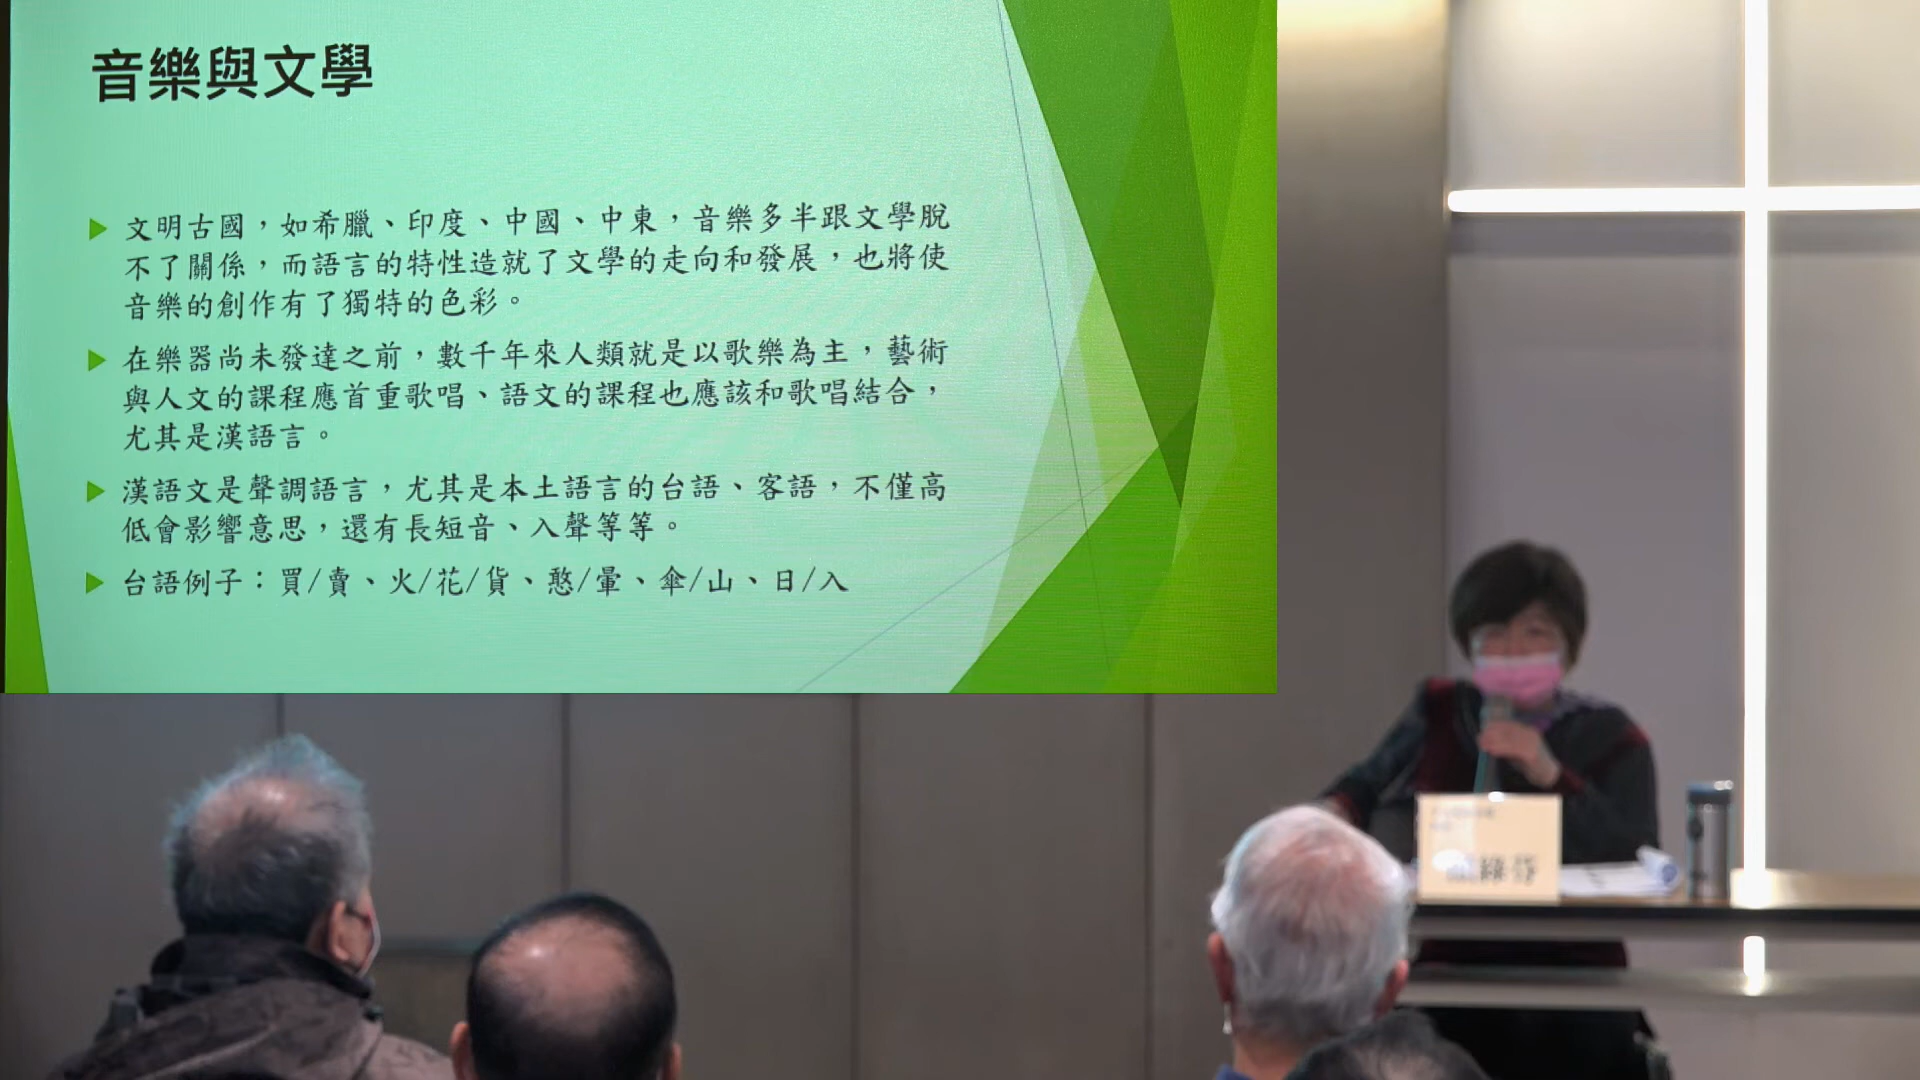 音樂與文學
文明古國，如希臘、印度、中國、中東，音樂多半跟文學脫
不了關係，而語言的特性造就了文學的走向和發展，也將使
音樂的創作有了獨特的色彩。
在樂器尚未發達之前，數千年來人類就是以歌樂為主，藝術
與人文的課程應首重歌唱、語文的課程也應該和歌唱結合，
尤其是漢語言。
漢語文是聲調語言，尤其是本土語言的台語、客語，不僅高
低會影響意思，還有長短音、入聲等等。
台語例子：買/賣、火/花/貨、憨/暈、傘/山、日/入